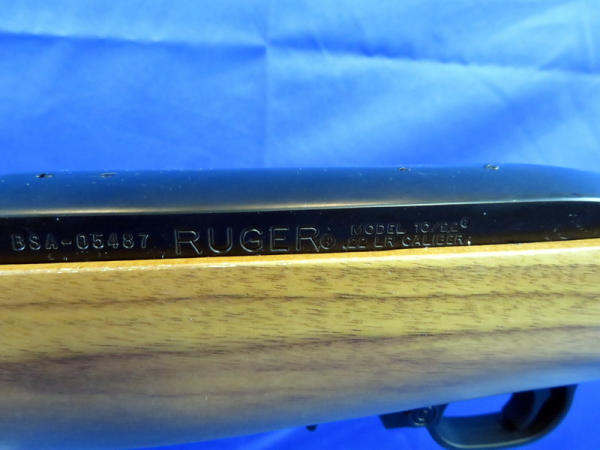 BSA-05487 RUGER® MODEL 10/22®
.22 LR CALIBER